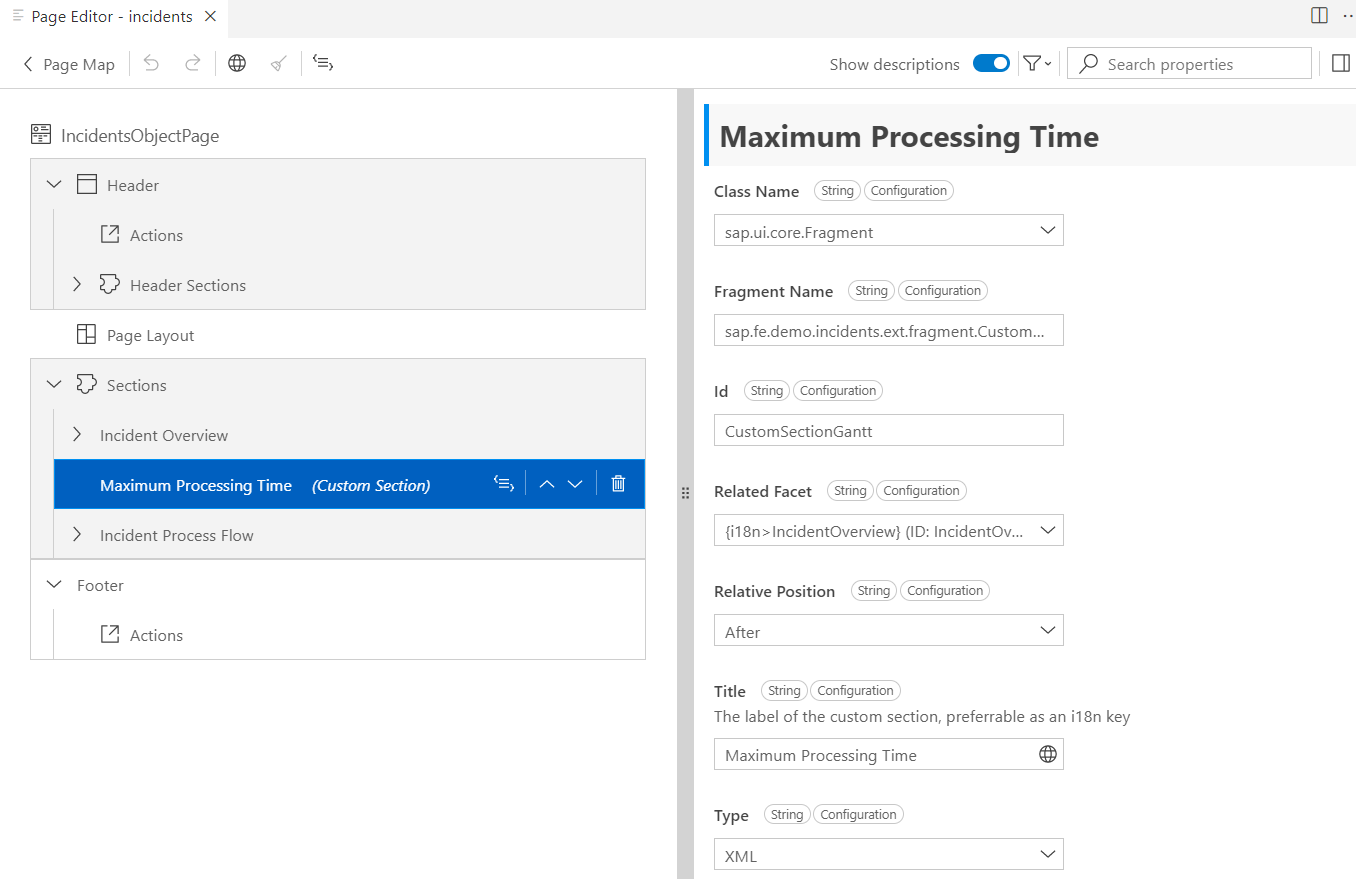 Page Editor - incidents
Page Map
Show descriptions
Search properties
IncidentsObjectPage
Header
Actions
Header Sections
Page Layout
Sections
Incident Overview
Maximum Processing Time (Custom Section)
Incident Process Flow
Footer
Actions
Maximum Processing Time
Class Name String Configuration
sap.ui.core.Fragment
Fragment Name String Configuration
sap.fe.demo.incidents.ext.fragment.Custom...
Id String Configuration
CustomSectionGantt
Related Facet String Configuration
{i18n>IncidentOverview} (ID: IncidentOv...
Relative Position String Configuration
After
Title String Configuration
The label of the custom section, preferrable as an i18n key
Maximum Processing Time
Type String Configuration
XML